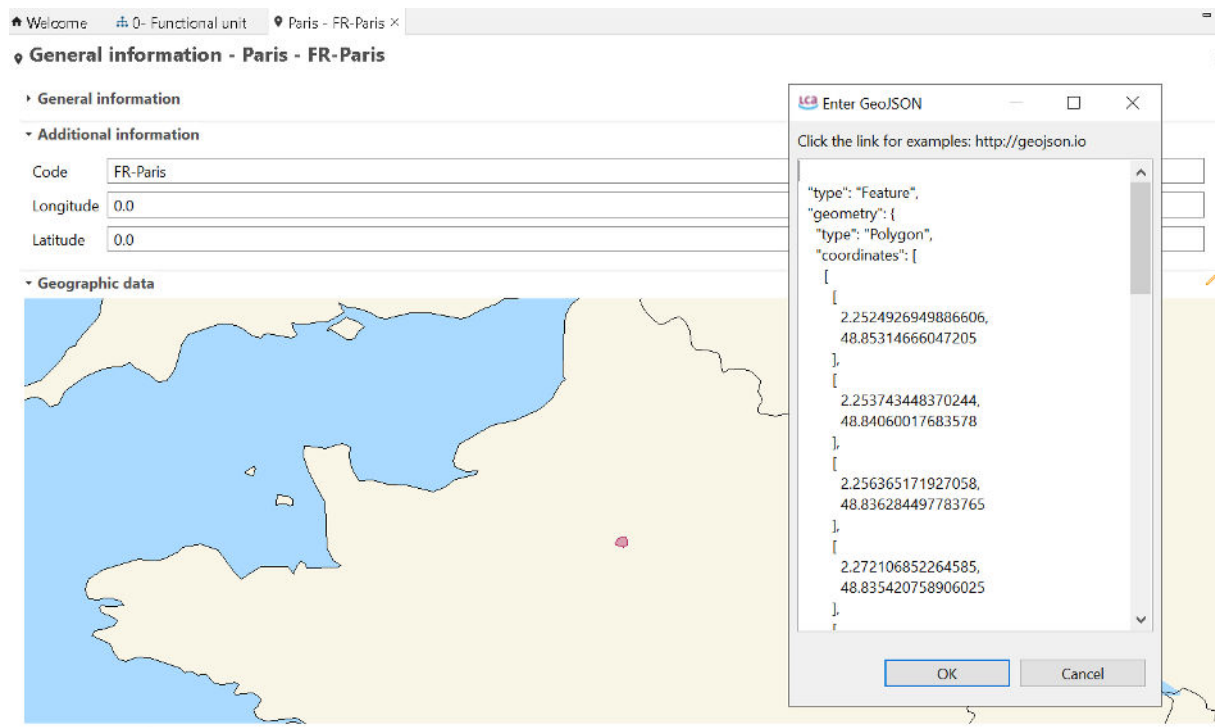 Welcome
0- Functional unit
Paris - FR-Paris
General information - Paris - FR-Paris
General information
Additional information
Code
FR-Paris
Longitude
0.0
Latitude
0.0
Geographic data
LCA Enter GeoJSON
Click the link for examples: http://geojson.io
"type": "Feature",
"geometry": {
"type": "Polygon",
"coordinates": [
[
[
2.2524926949886606,
48.85314666047205
],
[
2.253743448370244,
48.84060017683578
],
[
2.256365171927058,
48.836284497783765
],
[
2.272106852264585,
48.835420758906025
],
[
OK
Cancel